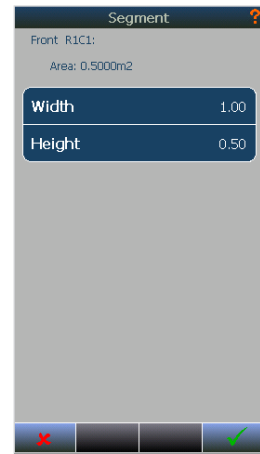 Segment ?
Front R1C1:
Area: 0.5000m2
Width 1.00
Height 0.50